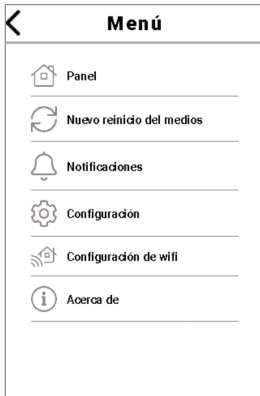 Menú
Panel
Nuevo reinicio del medios
Notificaciones
Configuración
Configuración de wifi
Acerca de